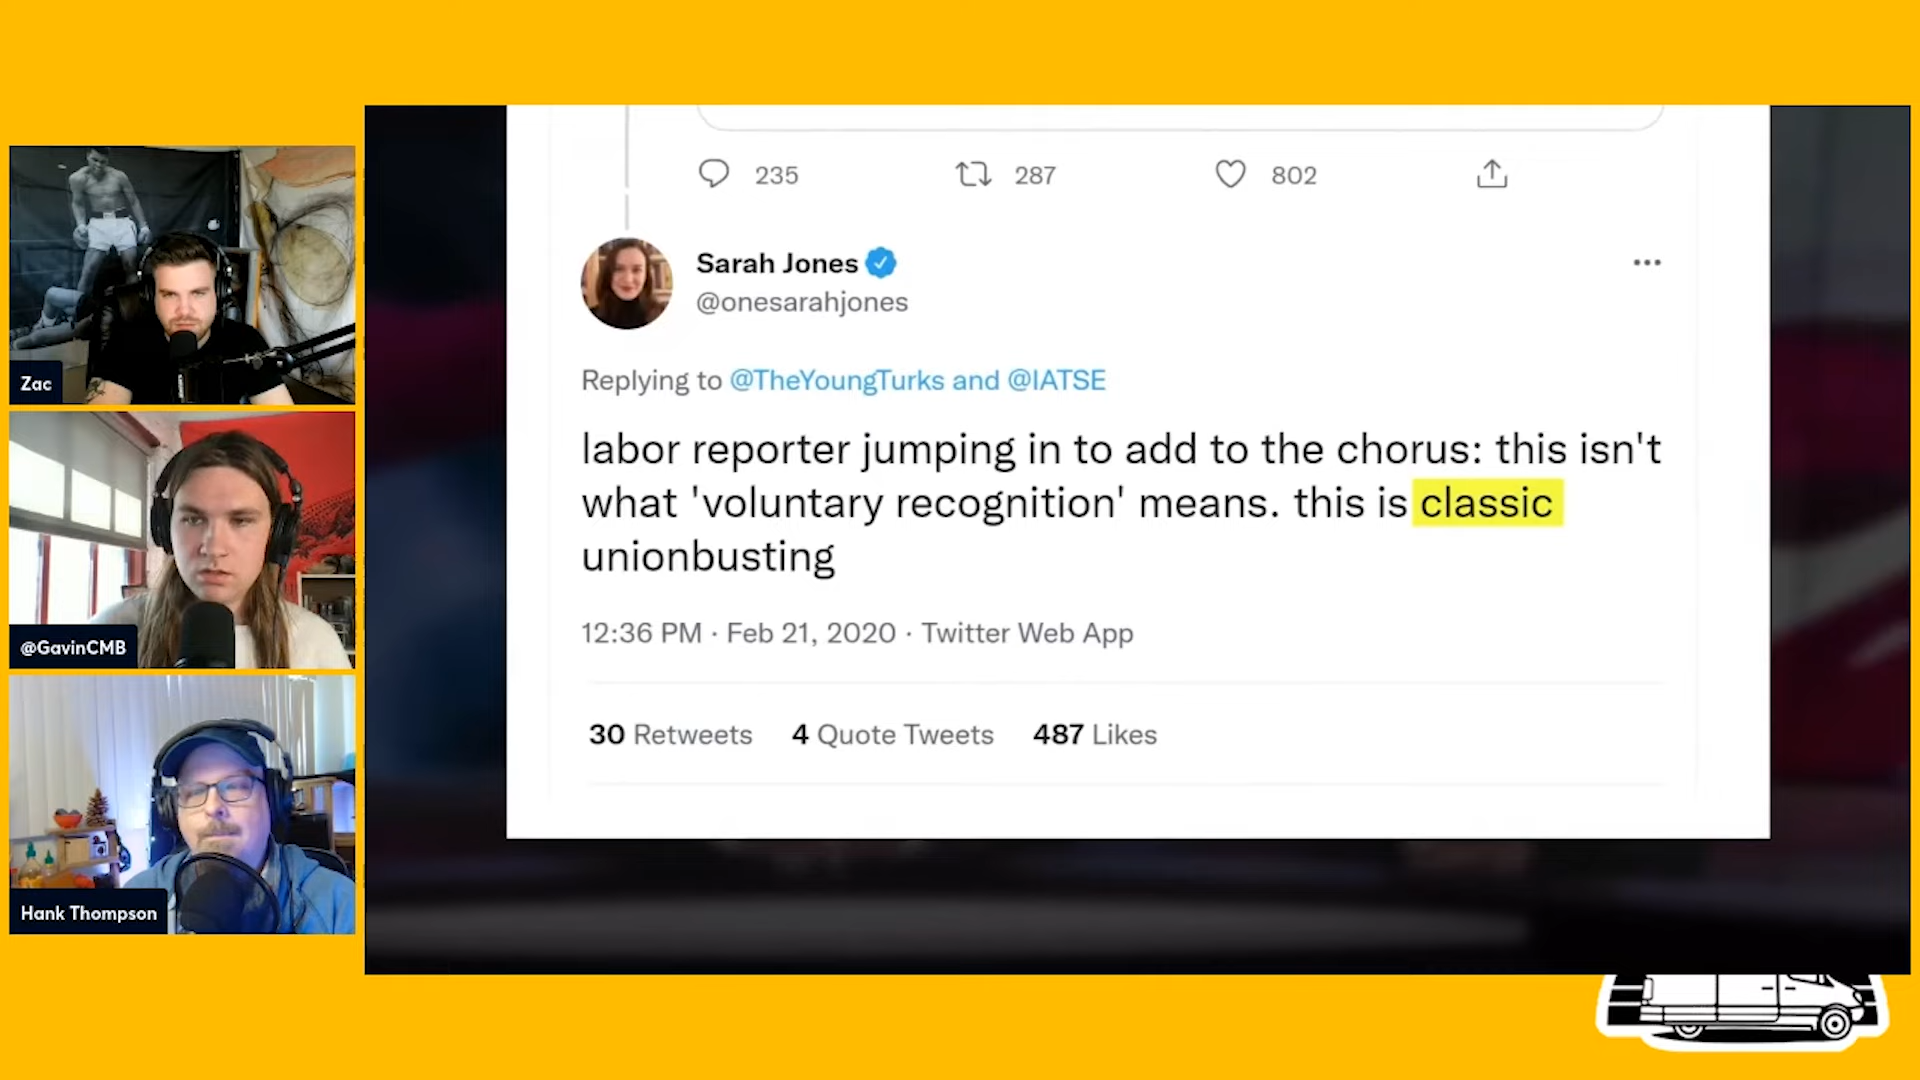 235 287 802
Sarah Jones
@onesarahjones
Replying to @TheYoungTurks and @IATSE
labor reporter jumping in to add to the chorus: this isn't
what 'voluntary recognition' means. this is classic
unionbusting
12:36 PM · Feb 21, 2020 · Twitter Web App
30 Retweets 4 Quote Tweets 487 Likes
Zac
@GavinCMB
Hank Thompson